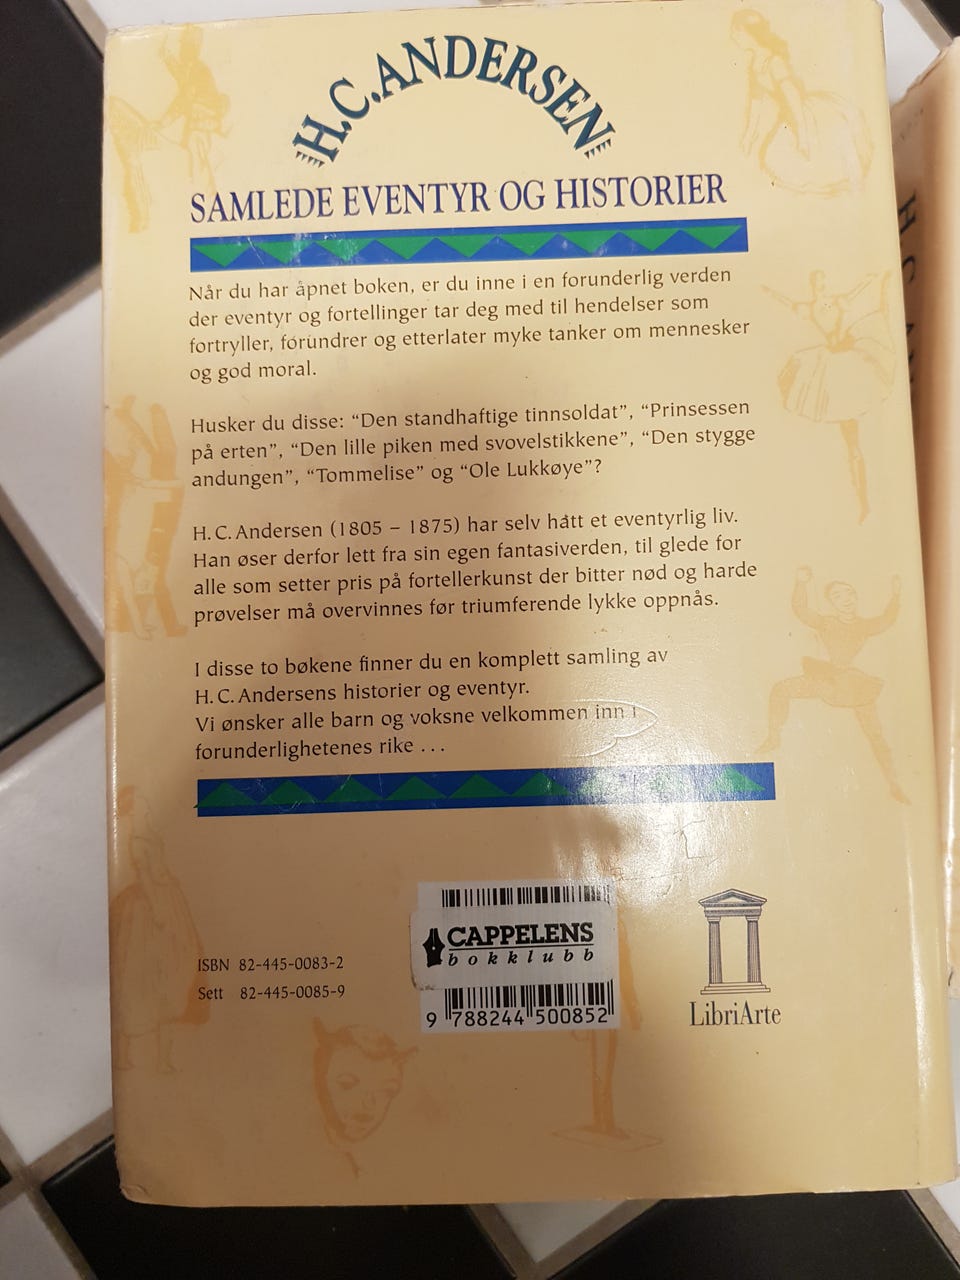 H.C. ANDERSEN
SAMLEDE EVENTYR OG HISTORIER
Når du har åpnet boken, er du inne i en forunderlig verden
der eventyr og fortellinger tar deg med til hendelser som
fortryller, forundrer og etterlater myke tanker om mennesker
og god moral.
Husker du disse: “Den standhaftige tinnsoldat”, “Prinsessen
på erten”, “Den lille piken med svovelstikkene”, “Den stygge
andungen”, “Tommelise” og “Ole Lukkøye”?
H. C. Andersen (1805 – 1875) har selv hatt et eventyrlig liv.
Han øser derfor lett fra sin egen fantasiverden, til glede for
alle som setter pris på fortellerkunst der bitter nød og harde
prøvelser må overvinnes før triumferende lykke oppnås.
I disse to bøkene finner du en komplett samling av
H. C. Andersens historier og eventyr.
Vi ønsker alle barn og voksne velkommen inn i
forunderlighetenes rike . . .
CAPPELENS
bokklubb
ISBN 82-445-0083-2
Sett 82-445-0085-9
9 788244 500852
LibriArte
H. C. A